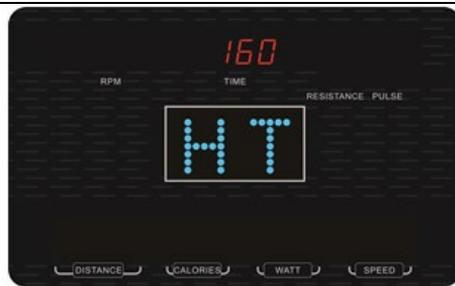 160
RPM TIME
RESISTANCE PULSE
HT
DISTANCE CALORIES WATT SPEED